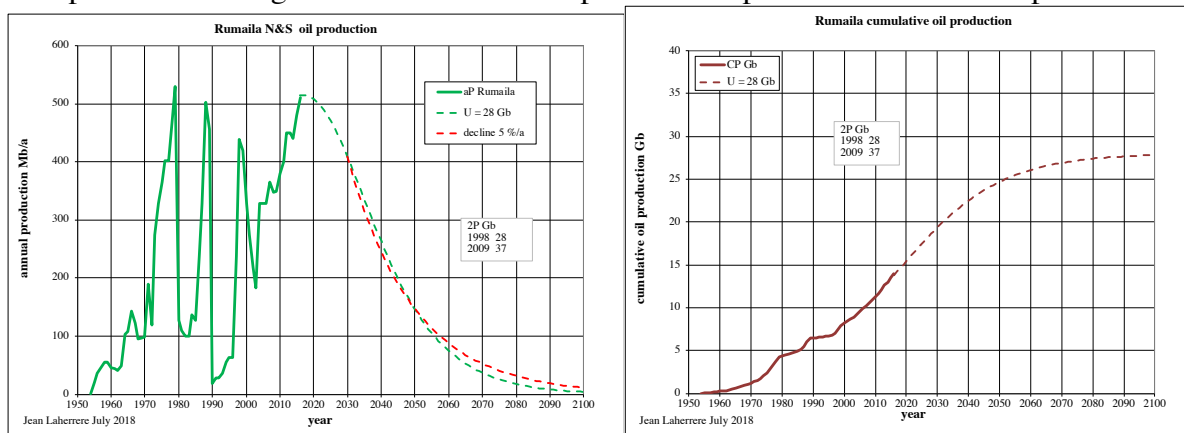 Rumaila N&S oil production
annual production Mb/a
600
500
400
300
200
100
0
aP Rumaila
U = 28 Gb
decline 5 %/a
2P Gb
1998 28
2009 37
1950 1960 1970 1980 1990 2000 2010 2020 2030 2040 2050 2060 2070 2080 2090 2100
year
Jean Laherrere July 2018
Rumaila cumulative oil production
cumulative oil production Gb
40
35
30
25
20
15
10
5
0
CP Gb
U = 28 Gb
2P Gb
1998 28
2009 37
1950 1960 1970 1980 1990 2000 2010 2020 2030 2040 2050 2060 2070 2080 2090 2100
year
Jean Laherrere July 2018